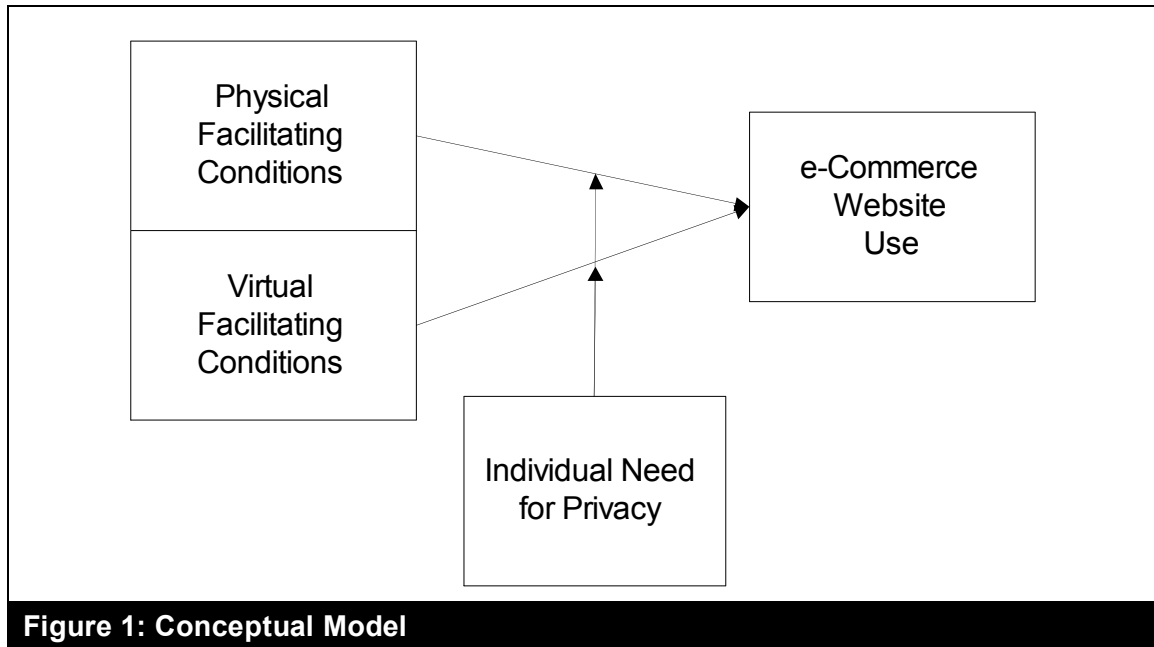 Physical
Facilitating
Conditions
e-Commerce
Website
Use
Virtual
Facilitating
Conditions
Individual Need
for Privacy
Figure 1: Conceptual Model